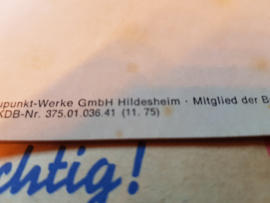 upunkt-Werke GmbH Hildesheim · Mitglied der B
KDB-Nr. 375.01.036.41 (11. 75)
chtig!